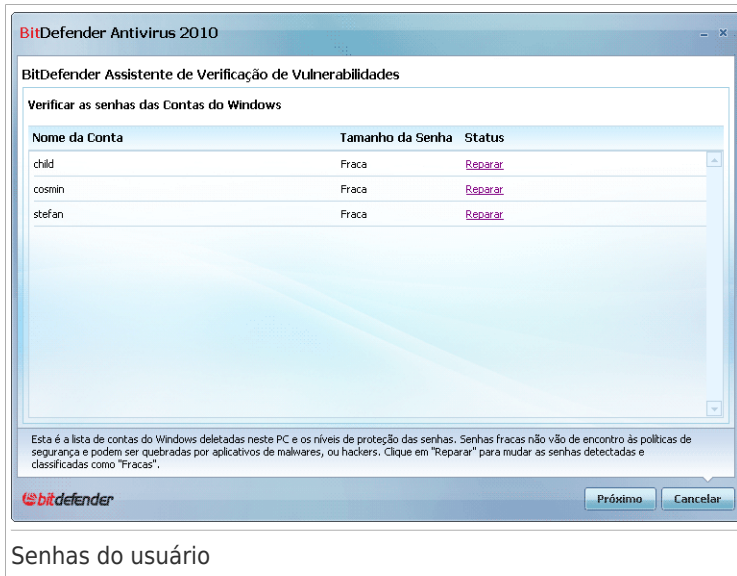 BitDefender Antivirus 2010
BitDefender Assistente de Verificação de Vulnerabilidades
Verificar as senhas das Contas do Windows
Nome da Conta Tamanho da Senha Status
child Fraca Reparar
cosmin Fraca Reparar
stefan Fraca Reparar
Esta é a lista de contas do Windows deletadas neste PC e os níveis de proteção das senhas. Senhas fracas não vão de encontro às políticas de
segurança e podem ser quebradas por aplicativos de malwares, ou hackers. Clique em "Reparar" para mudar as senhas detectadas e
classificadas como "Fracas".
bitdefender Próximo Cancelar
Senhas do usuário